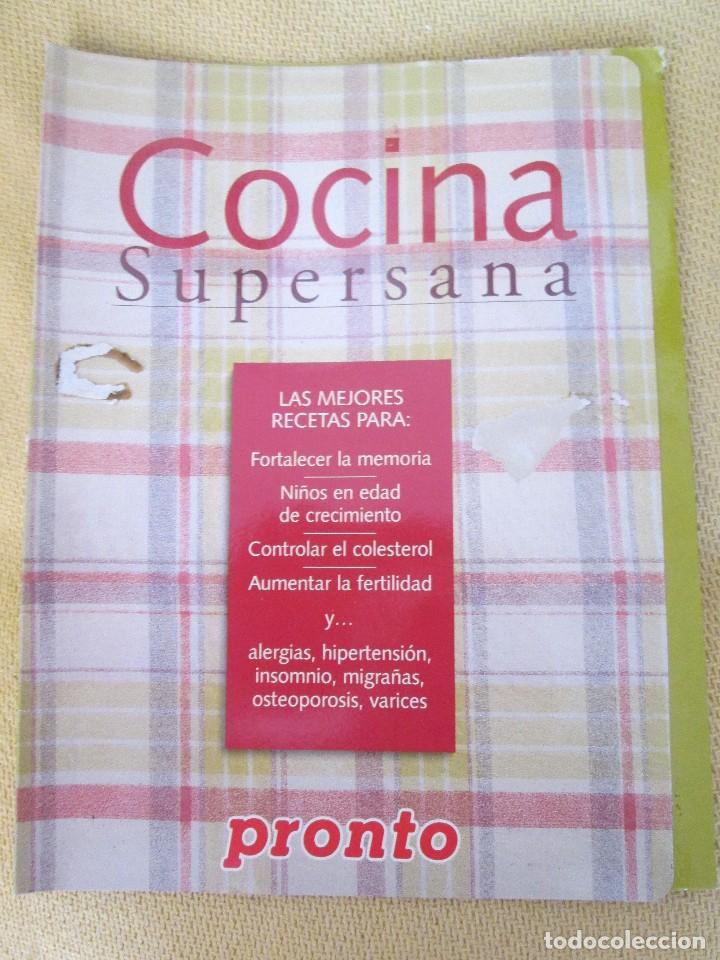 Cocina
Supersana
LAS MEJORES
RECETAS PARA:
Fortalecer la memoria
Niños en edad
de crecimiento
Controlar el colesterol
Aumentar la fertilidad
y...
alergias, hipertensión,
insomnio, migrañas,
osteoporosis, varices
pronto
todocoleccion